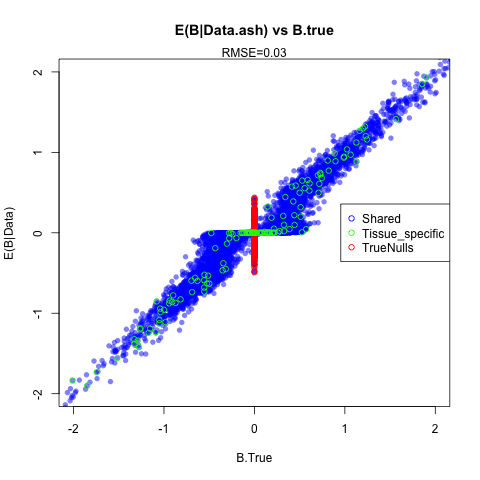 E(B|Data.ash) vs B.true
RMSE=0.03
E(B|Data)
2
1
0
-1
-2
Shared
Tissue_specific
TrueNulls
-2 -1 0 1 2
B.True